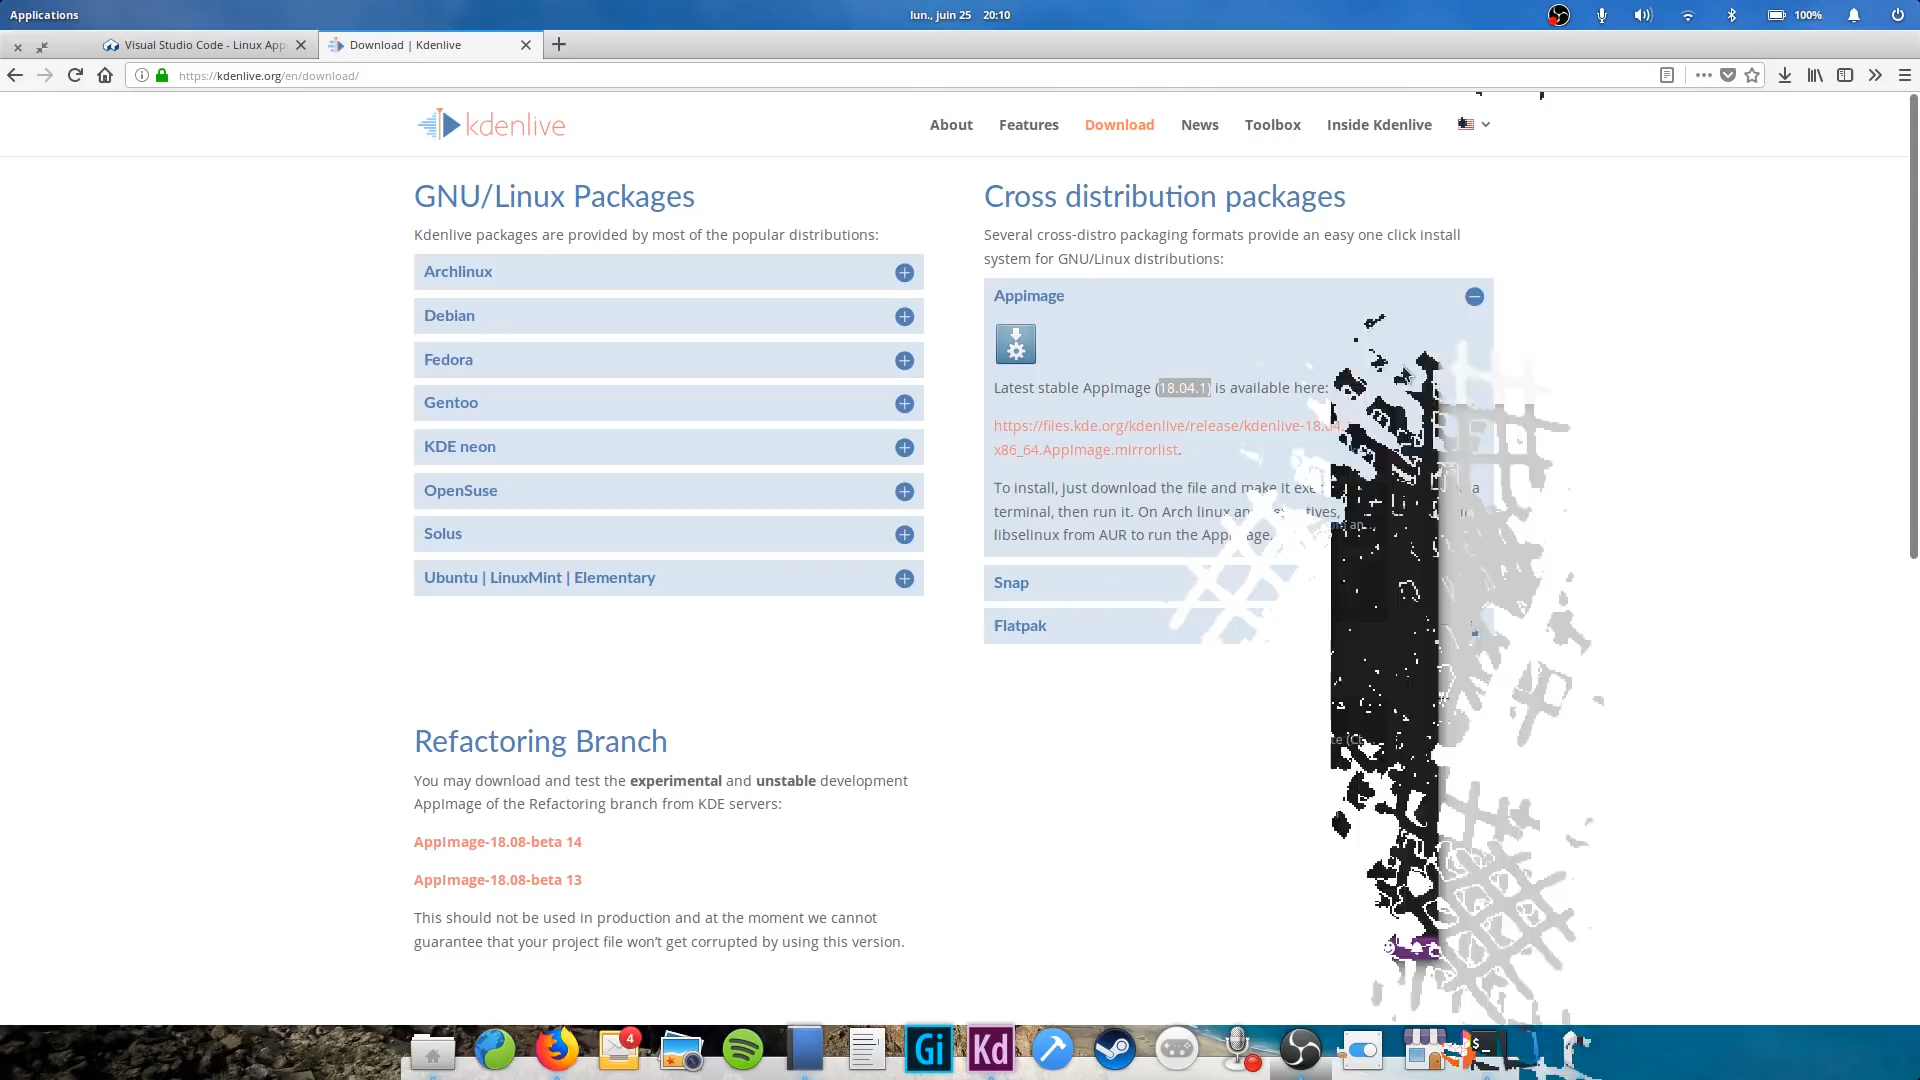 Applications
lun., juin 25 20:10
100%
Visual Studio Code - Linux App
Download | Kdenlive
https://kdenlive.org/en/download/
kdenlive
About Features Download News Toolbox Inside Kdenlive
GNU/Linux Packages
Kdenlive packages are provided by most of the popular distributions:
Archlinux
Debian
Fedora
Gentoo
KDE neon
OpenSuse
Solus
Ubuntu | LinuxMint | Elementary
Cross distribution packages
Several cross-distro packaging formats provide an easy one click install
system for GNU/Linux distributions:
Appimage
Latest stable AppImage (18.04.1) is available here:
https://files.kde.org/kdenlive/release/kdenlive-18.04
x86_64.AppImage.mirrorlist.
To install, just download the file and make it a
terminal, then run it. On Arch linux
libselinux from AUR to run the
Snap
Flatpak
Refactoring Branch
You may download and test the experimental and unstable development
AppImage of the Refactoring branch from KDE servers:
AppImage-18.08-beta 14
AppImage-18.08-beta 13
This should not be used in production and at the moment we cannot
guarantee that your project file won't get corrupted by using this version.
4
Gi
Kd